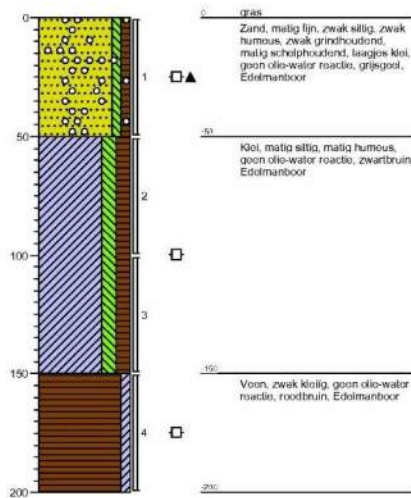 0
gras
0
Zand, matig fijn, zwak siltig, zwak
humeus, zwak grindhoudend,
matig schelphoudend, laagjes klei,
geen olie-water reactie, grijsgeel,
Edelmanboor
1
50
-50
Klei, matig siltig, matig humeus,
geen olie-water reactie, zwartbruin,
Edelmanboor
2
100
3
150
-150
Veen, zwak kleiïg, geen olie-water
reactie, roodbruin, Edelmanboor
4
200
-200